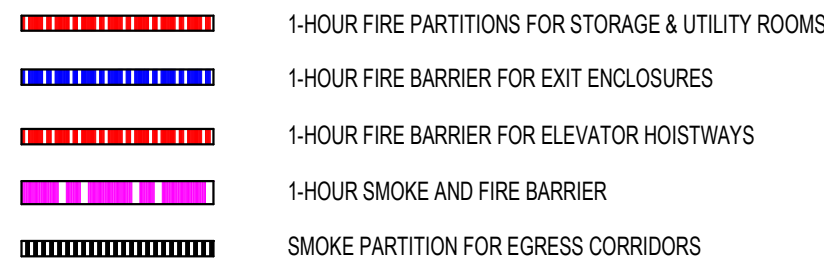 1-HOUR FIRE PARTITIONS FOR STORAGE & UTILITY ROOMS
1-HOUR FIRE BARRIER FOR EXIT ENCLOSURES
1-HOUR FIRE BARRIER FOR ELEVATOR HOISTWAYS
1-HOUR SMOKE AND FIRE BARRIER
SMOKE PARTITION FOR EGRESS CORRIDORS